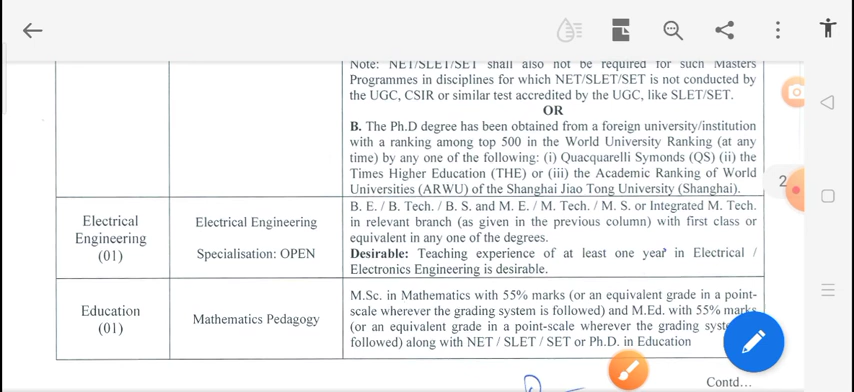 Note: NET/SLET/SET shall also not be required for such Masters
Programmes in disciplines for which NET/SLET/SET is not conducted by
the UGC, CSIR or similar test accredited by the UGC, like SLET/SET.
OR
B. The Ph.D degree has been obtained from a foreign university/institution
with a ranking among top 500 in the World University Ranking (at any
time) by any one of the following: (i) Quacquarelli Symonds (QS) (ii) the
Times Higher Education (THE) or (iii) the Academic Ranking of World
Universities (ARWU) of the Shanghai Jiao Tong University (Shanghai).
2
Electrical
Engineering
(01)
Electrical Engineering
Specialisation: OPEN
B. E. / B. Tech. / B. S. and M. E. / M. Tech. / M. S. or Integrated M. Tech.
in relevant branch (as given in the previous column) with first class or
equivalent in any one of the degrees.
Desirable: Teaching experience of at least one year in Electrical /
Electronics Engineering is desirable.
Education
(01)
Mathematics Pedagogy
M.Sc. in Mathematics with 55% marks (or an equivalent grade in a point-
scale wherever the grading system is followed) and M.Ed. with 55% marks
(or an equivalent grade in a point-scale wherever the grading
followed) along with NET / SLET / SET or Ph.D. in Education
Contd...